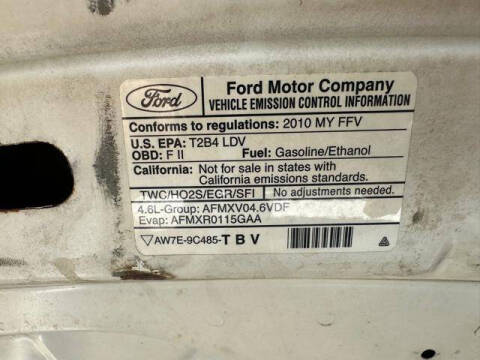 Ford
Ford Motor Company
VEHICLE EMISSION CONTROL INFORMATION
Conforms to regulations: 2010 MY FFV
U.S. EPA: T2B4 LDV
OBD: F II Fuel: Gasoline/Ethanol
California: Not for sale in states with
California emissions standards.
TWC/HO2S/EGR/SFI No adjustments needed.
4.6L-Group: AFMXV04.6VDF
Evap: AFMXR0115GAA
AW7E-9C485-TBV